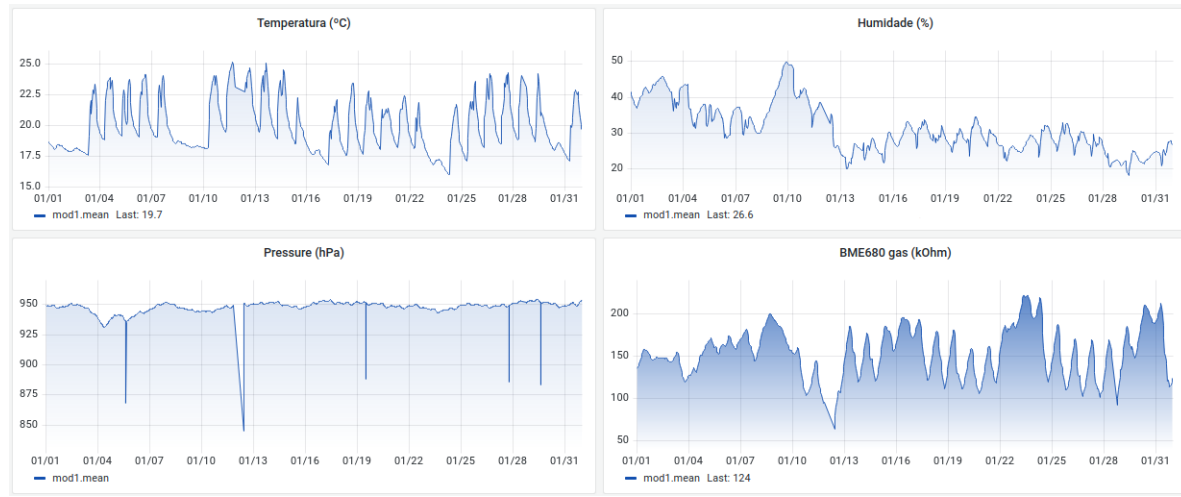 Temperatura (ºC)
25.0
22.5
20.0
17.5
15.0
01/01 01/04 01/07 01/10 01/13 01/16 01/19 01/22 01/25 01/28 01/31
mod1.mean Last: 19.7
Humidade (%)
50
40
30
20
01/01 01/04 01/07 01/10 01/13 01/16 01/19 01/22 01/25 01/28 01/31
mod1.mean Last: 26.6
Pressure (hPa)
950
925
900
875
850
01/01 01/04 01/07 01/10 01/13 01/16 01/19 01/22 01/25 01/28 01/31
mod1.mean
BME680 gas (kOhm)
200
150
100
50
01/01 01/04 01/07 01/10 01/13 01/16 01/19 01/22 01/25 01/28 01/31
mod1.mean Last: 124